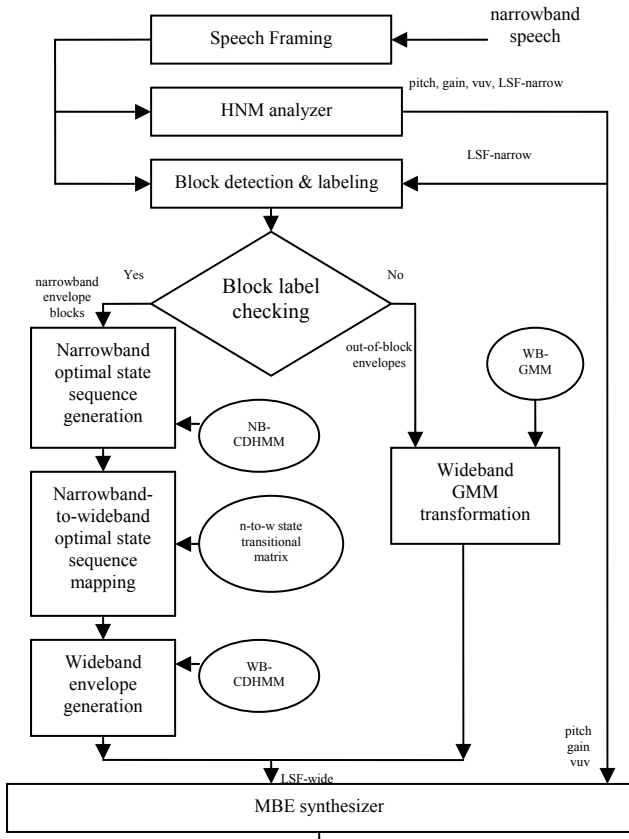 narrowband
speech
Speech Framing
pitch, gain, vuv, LSF-narrow
HNM analyzer
LSF-narrow
Block detection & labeling
Yes
No
Block label
checking
narrowband
envelope
blocks
out-of-block
envelopes
Narrowband
optimal state
sequence
generation
WB-
GMM
NB-
CDHMM
Wideband
GMM
transformation
Narrowband-
to-wideband
optimal state
sequence
mapping
n-to-w state
transitional
matrix
Wideband
envelope
generation
WB-
CDHMM
pitch
gain
vuv
LSF-wide
MBE synthesizer